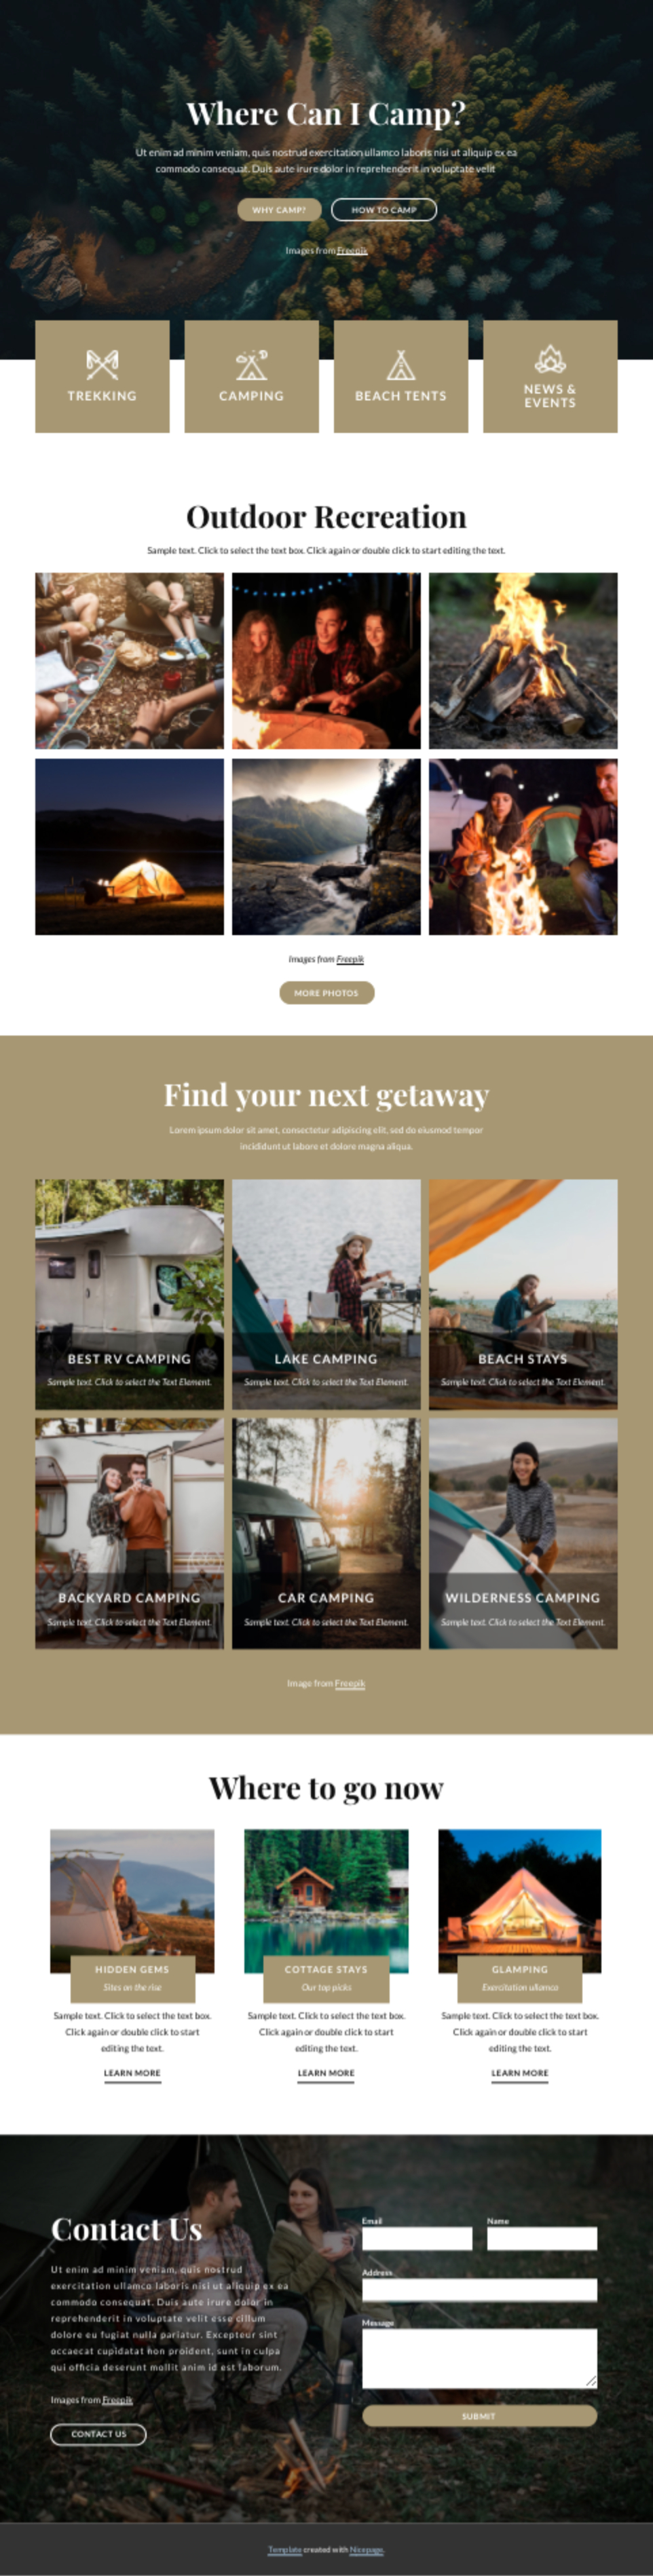 Where Can I Camp?
Ut enim ad minim veniam, quis nostrud exercitation ullamco laboris nisi ut aliquip ex ea
commodo consequat. Duis aute irure dolor in reprehenderit in voluptate velit
WHY CAMP?
HOW TO CAMP
Images from Freepik
TREKKING
CAMPING
BEACH TENTS
NEWS &
EVENTS
Outdoor Recreation
Sample text. Click to select the text box. Click again or double click to start editing the text.
Images from Freepik
MORE PHOTOS
Find your next getaway
Lorem ipsum dolor sit amet, consectetur adipiscing elit, sed do eiusmod tempor
incididunt ut labore et dolore magna aliqua.
BEST RV CAMPING
Sample text. Click to select the Text Element.
LAKE CAMPING
Sample text. Click to select the Text Element.
BEACH STAYS
Sample text. Click to select the Text Element.
BACKYARD CAMPING
Sample text. Click to select the Text Element.
CAR CAMPING
Sample text. Click to select the Text Element.
WILDERNESS CAMPING
Sample text. Click to select the Text Element.
Image from Freepik
Where to go now
HIDDEN GEMS
Sites on the rise
Sample text. Click to select the text box.
Click again or double click to start
editing the text.
LEARN MORE
COTTAGE STAYS
Our top picks
Sample text. Click to select the text box.
Click again or double click to start
editing the text.
LEARN MORE
GLAMPING
Exercitation ullamco
Sample text. Click to select the text box.
Click again or double click to start
editing the text.
LEARN MORE
Contact Us
Ut enim ad minim veniam, quis nostrud
exercitation ullamco laboris nisi ut aliquip ex ea
commodo consequat. Duis aute irure dolor in
reprehenderit in voluptate velit esse cillum
dolore eu fugiat nulla pariatur. Excepteur sint
occaecat cupidatat non proident, sunt in culpa
qui officia deserunt mollit anim id est laborum.
Images from Freepik
CONTACT US
Email
Name
Address
Message
SUBMIT
Template created with Nicepage.